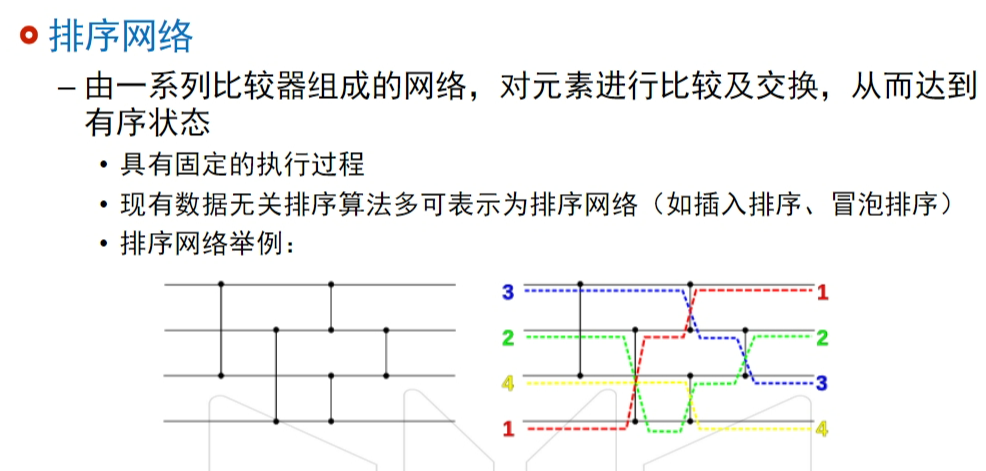 排序网络
– 由一系列比较器组成的网络，对元素进行比较及交换，从而达到
有序状态
• 具有固定的执行过程
• 现有数据无关排序算法多可表示为排序网络（如插入排序、冒泡排序）
• 排序网络举例：
3 1
2 2
4 3
1 4